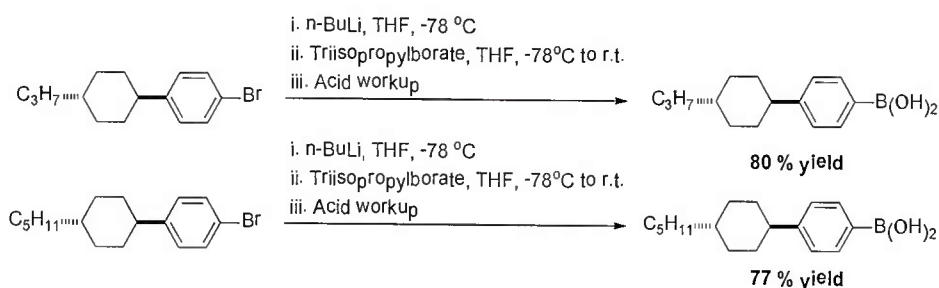 i. n-BuLi, THF, -78 °C
ii. Triisopropylborate, THF, -78°C to r.t.
iii. Acid workup
C3H7 Br C3H7 B(OH)2
80 % yield
i. n-BuLi, THF, -78 °C
ii. Triisopropylborate, THF, -78°C to r.t.
iii. Acid workup
C5H11 Br C5H11 B(OH)2
77 % yield